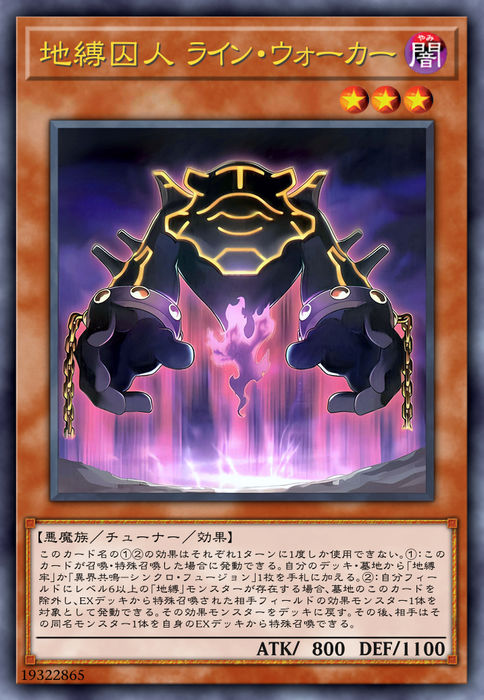 地縛囚人 ライン・ウォーカー 闇
やみ
【悪魔族／チューナー／効果】
このカード名の①②の効果はそれぞれ1ターンに1度しか使用できない。①：この
カードが召喚・特殊召喚した場合に発動できる。自分のデッキ・墓地から「地縛
牢」か「異界共鳴－シンクロ・フュージョン」1枚を手札に加える。②：自分フィー
ルドにレベル6以上の「地縛」モンスターが存在する場合、墓地のこのカードを
除外し、EXデッキから特殊召喚された相手フィールドの効果モンスター1体を
対象として発動できる。その効果モンスターをデッキに戻す。その後、相手はそ
の同名モンスター1体を自身のEXデッキから特殊召喚できる。
ATK/ 800 DEF/1100
19322865